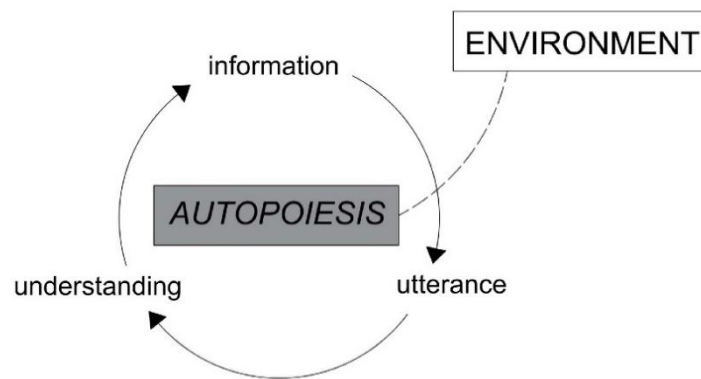 ENVIRONMENT
information
AUTOPOIESIS
understanding
utterance